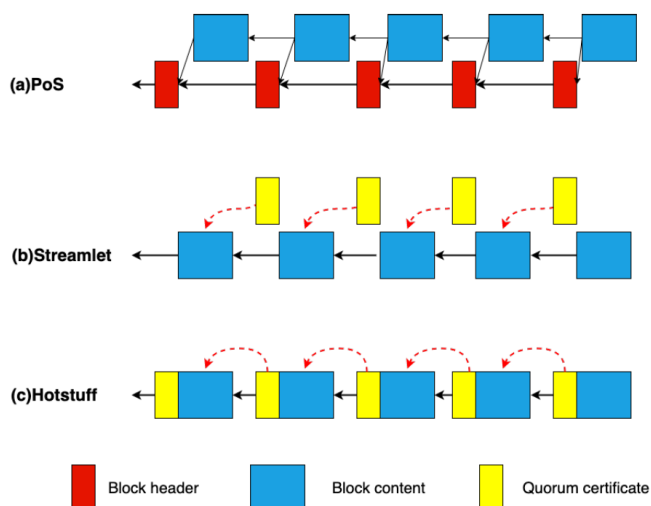 (a)PoS
(b)Streamlet
(c)Hotstuff
Block header
Block content
Quorum certificate